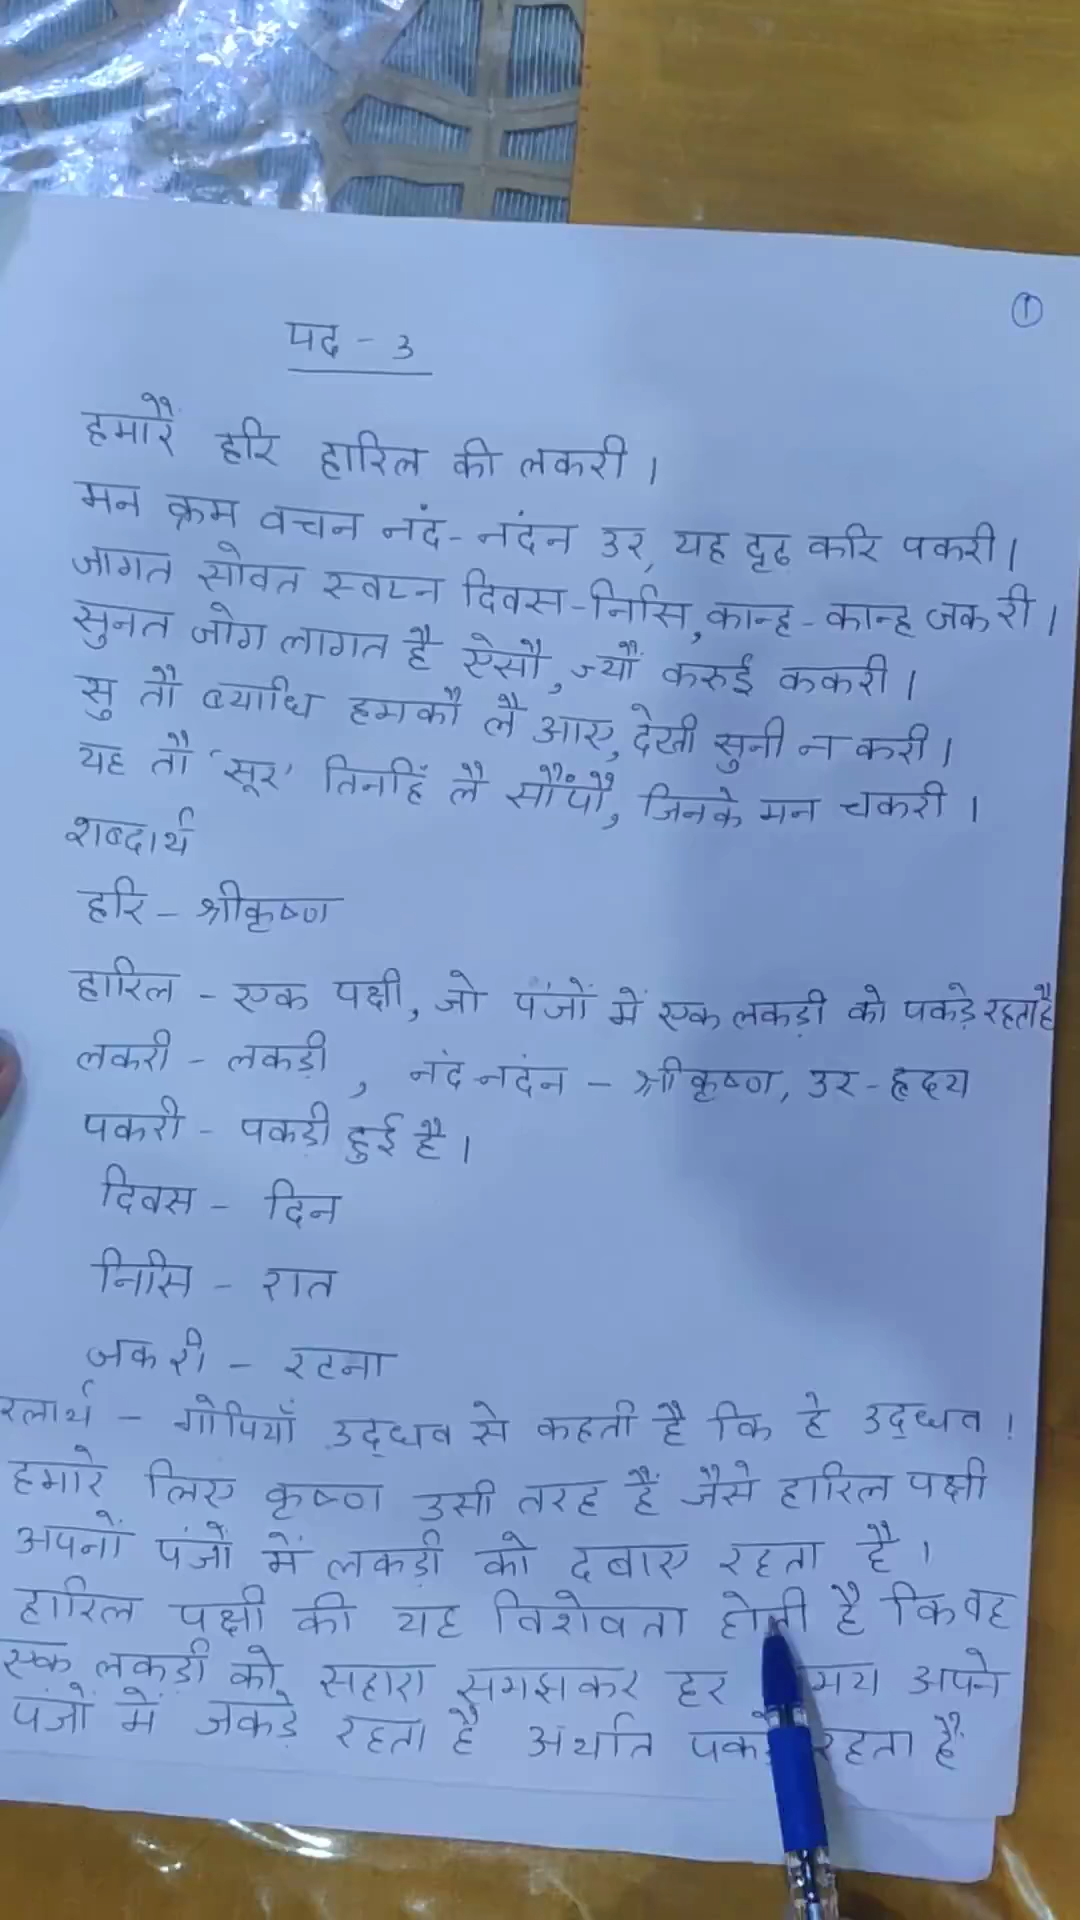 ①
पद - 3
हमारैं हरि हारिल की लकरी।
मन क्रम वचन नंद-नंदन उर, यह दृढ करि पकरी।
जागत सोवत स्वप्न दिवस-निसि, कान्ह-कान्ह जकरी।
सुनत जोग लागत है ऐसौ, ज्यौं करुई ककरी।
सु तौ ब्याधि हमकौ लै आए, देखी सुनी न करी।
यह तौ 'सूर' तिनहिं लै सौंपौ, जिनके मन चकरी।
शब्दार्थ
हरि - श्रीकृष्ण
हारिल - एक पक्षी, जो पंजों में एक लकड़ी को पकड़े रहता है
लकरी - लकड़ी, नंद नदंन - श्रीकृष्ण, उर - हृदय
पकरी - पकड़ी हुई है।
दिवस - दिन
निसि - रात
जकरी - रटना
रलार्थ - गोपियाँ उद्धव से कहती है कि हे उद्धव!
हमारे लिए कृष्ण उसी तरह हैं जैसे हारिल पक्षी
अपनों पंजों में लकड़ी को दबाए रहता है।
हारिल पक्षी की यह विशेषता होती है कि वह
एक लकड़ी को सहारा समझकर हर मय अपने
पंजों में जकड़े रहता है अर्थात पकड़े रहता हैं